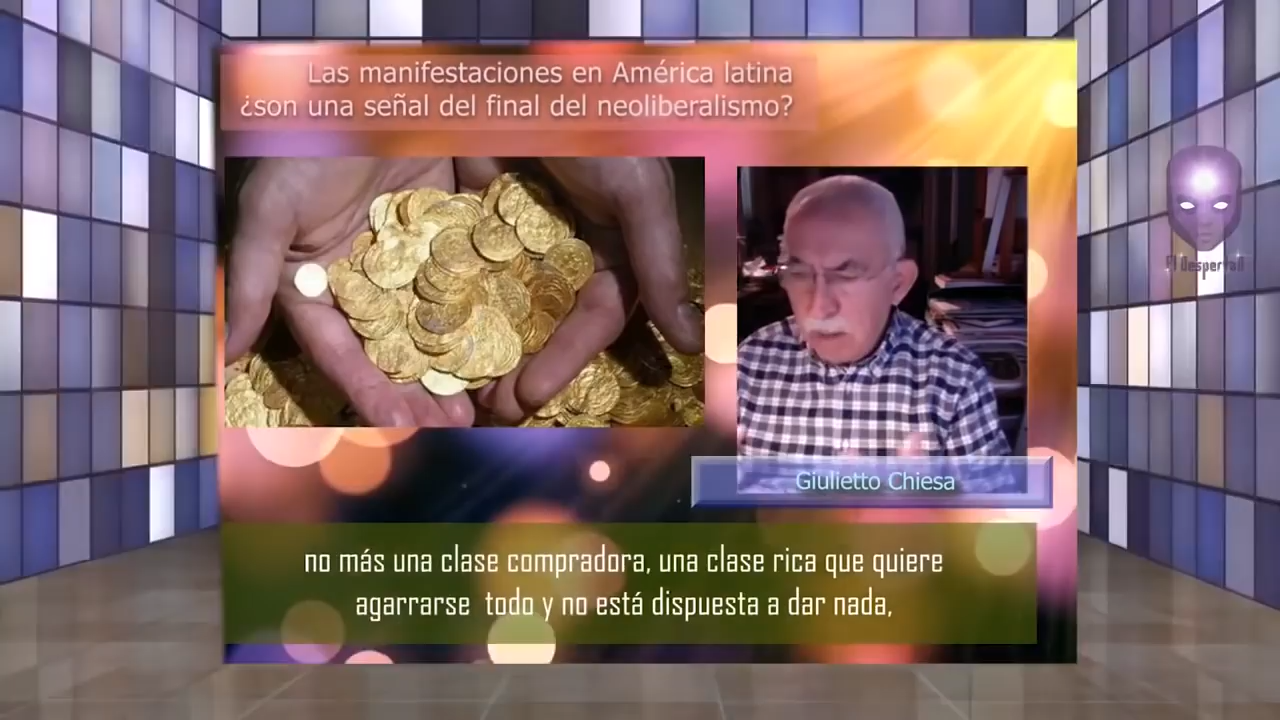 Las manifestaciones en América latina
¿son una señal del final del neoliberalismo?
Giulietto Chiesa
no más una clase compradora, una clase rica que quiere
agarrarse todo y no está dispuesta a dar nada,